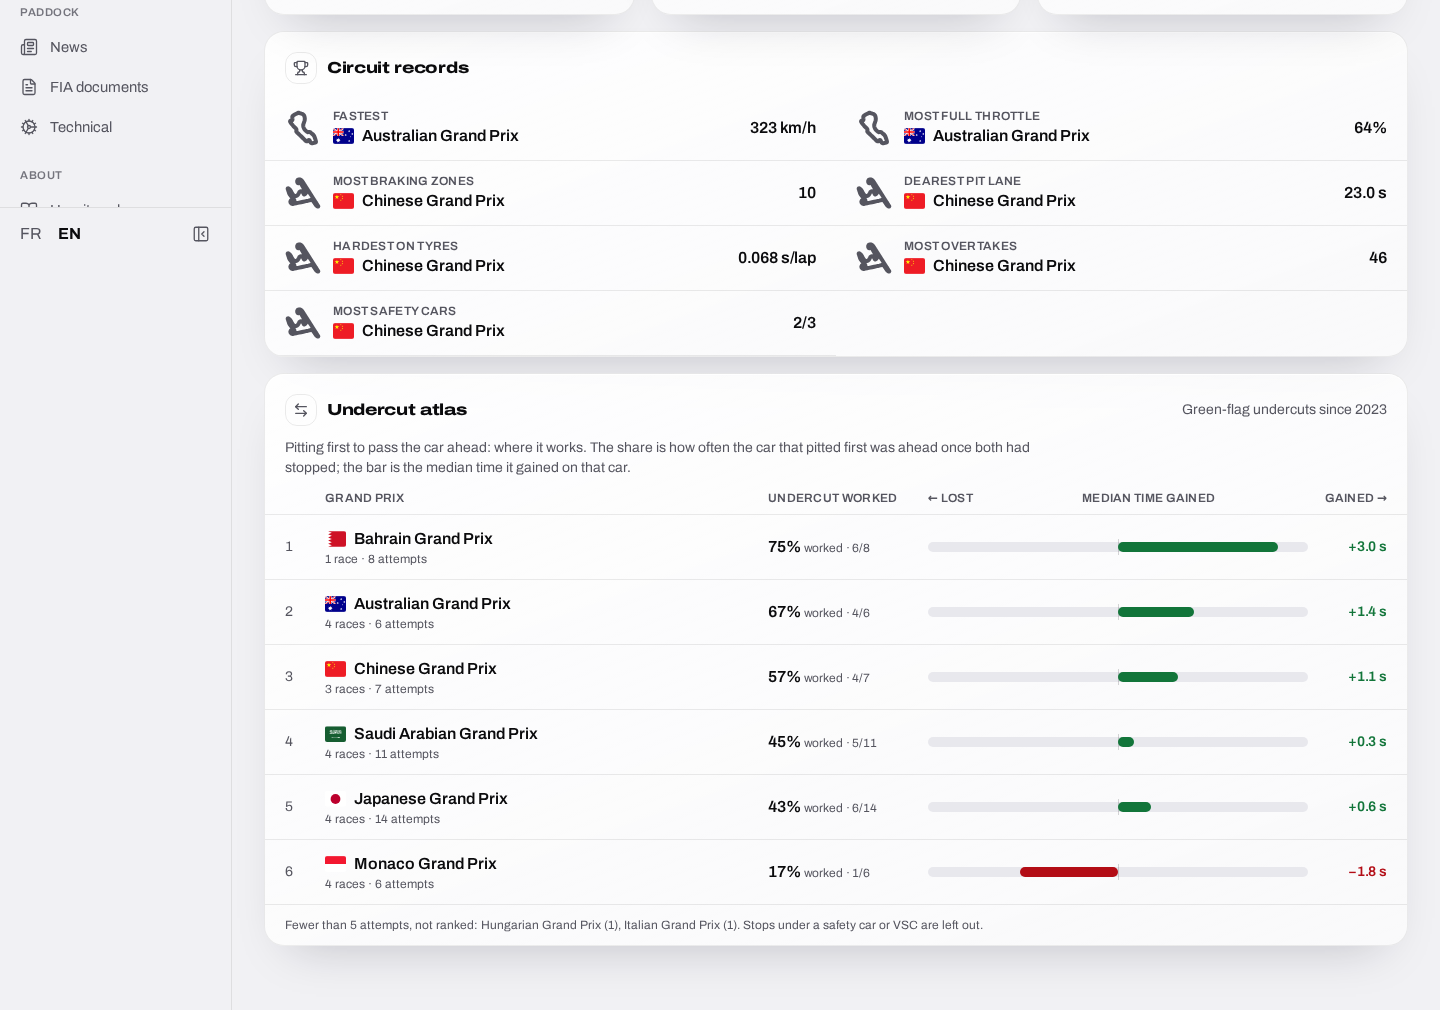 PADDOCK
News
FIA documents
Technical
ABOUT
FR EN
Circuit records
FASTEST
Australian Grand Prix
323 km/h
MOST FULL THROTTLE
Australian Grand Prix
64%
MOST BRAKING ZONES
Chinese Grand Prix
10
DEAREST PIT LANE
Chinese Grand Prix
23.0 s
HARDEST ON TYRES
Chinese Grand Prix
0.068 s/lap
MOST OVERTAKES
Chinese Grand Prix
46
MOST SAFETY CARS
Chinese Grand Prix
2/3
Undercut atlas
Green-flag undercuts since 2023
Pitting first to pass the car ahead: where it works. The share is how often the car that pitted first was ahead once both had
stopped; the bar is the median time it gained on that car.
GRAND PRIX UNDERCUT WORKED ← LOST MEDIAN TIME GAINED GAINED →
1 Bahrain Grand Prix 75% worked · 6/8 +3.0 s
1 race · 8 attempts
2 Australian Grand Prix 67% worked · 4/6 +1.4 s
4 races · 6 attempts
3 Chinese Grand Prix 57% worked · 4/7 +1.1 s
3 races · 7 attempts
4 Saudi Arabian Grand Prix 45% worked · 5/11 +0.3 s
4 races · 11 attempts
5 Japanese Grand Prix 43% worked · 6/14 +0.6 s
4 races · 14 attempts
6 Monaco Grand Prix 17% worked · 1/6 −1.8 s
4 races · 6 attempts
Fewer than 5 attempts, not ranked: Hungarian Grand Prix (1), Italian Grand Prix (1). Stops under a safety car or VSC are left out.